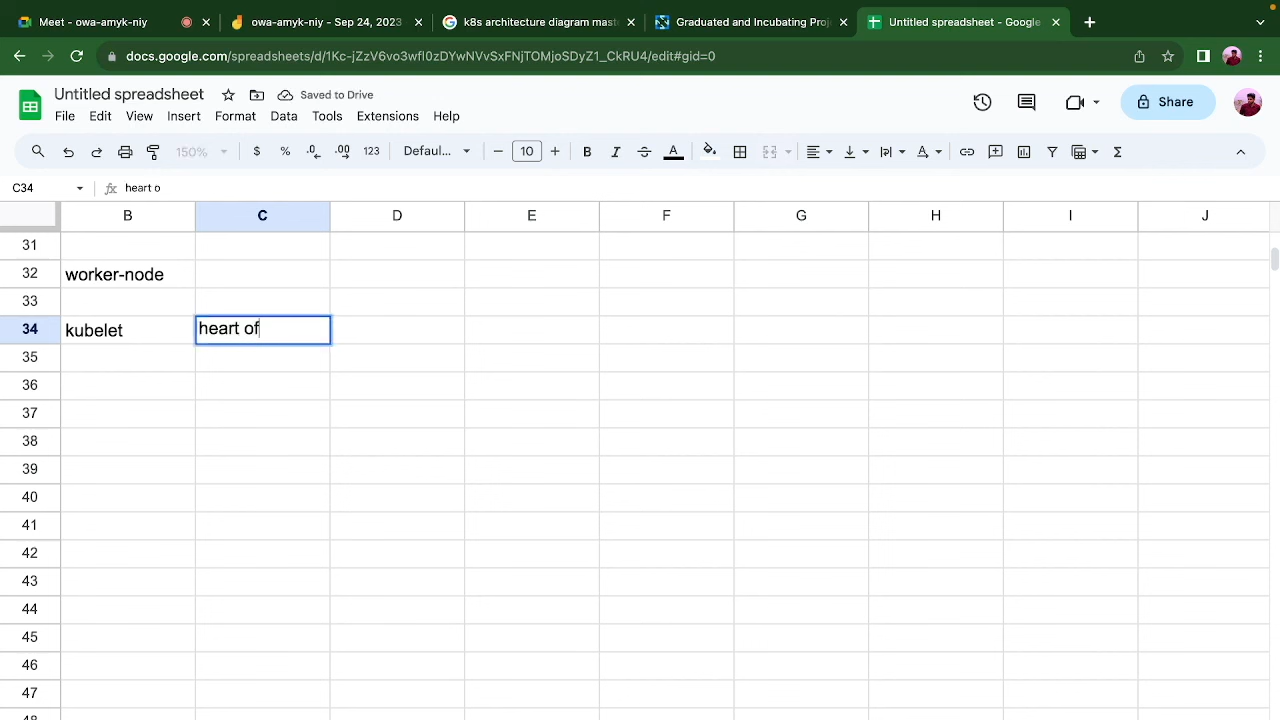 Meet - owa-amyk-niy
owa-amyk-niy - Sep 24, 2023
k8s architecture diagram mast
Graduated and Incubating Proj
Untitled spreadsheet - Google
docs.google.com/spreadsheets/d/1Kc-jZzV6vo3wfl0zDYwNVvSxFNjTOMjoSDyZ1_CkRU4/edit#gid=0
Untitled spreadsheet
Saved to Drive
Share
File Edit View Insert Format Data Tools Extensions Help
150% $ % .0 .00 123 Defaul... − 10 + B I S A Σ
C34 fx heart o
B C D E F G H I J
31
32 worker-node
33
34 kubelet heart of
35
36
37
38
39
40
41
42
43
44
45
46
47
48